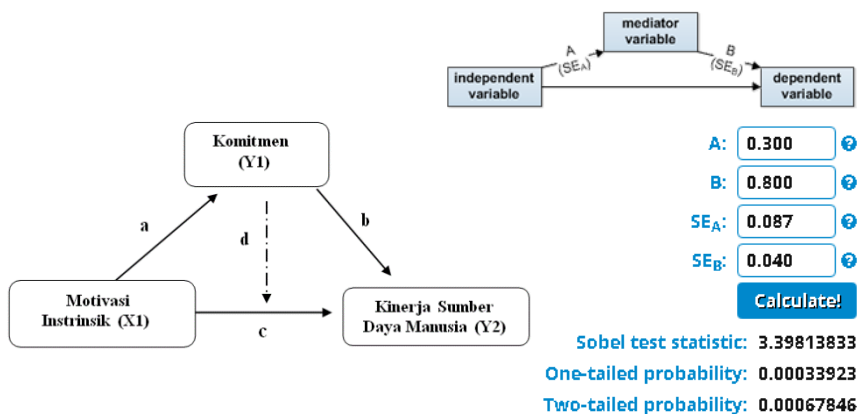 mediator
variable
A
(SEA)
B
(SEB)
independent
variable
dependent
variable
Komitmen
(Y1)
a
d
b
Motivasi
Instrinsik (X1)
c
Kinerja Sumber
Daya Manusia (Y2)
A: 0.300 ?
B: 0.800 ?
SEA: 0.087 ?
SEB: 0.040 ?
Calculate!
Sobel test statistic: 3.39813833
One-tailed probability: 0.00033923
Two-tailed probability: 0.00067846